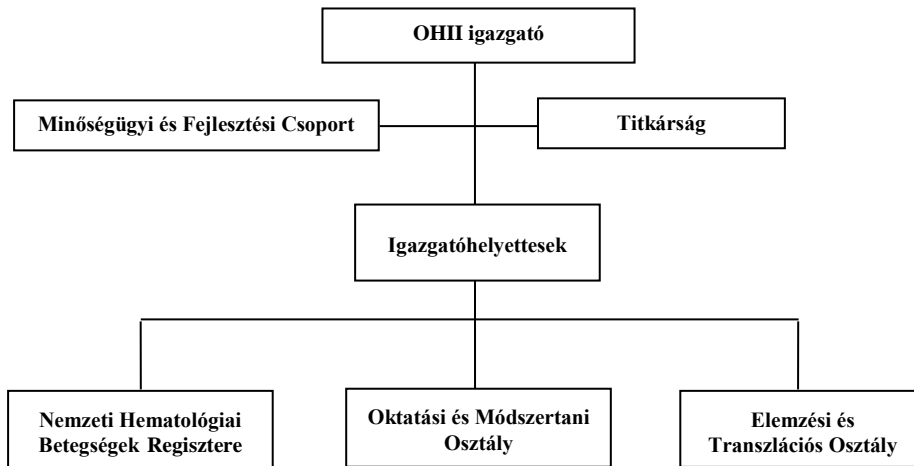 OHII igazgató
Minőségügyi és Fejlesztési Csoport
Titkárság
Igazgatóhelyettesek
Nemzeti Hematológiai
Betegségek Regisztere
Oktatási és Módszertani
Osztály
Elemzési és
Transzlációs Osztály